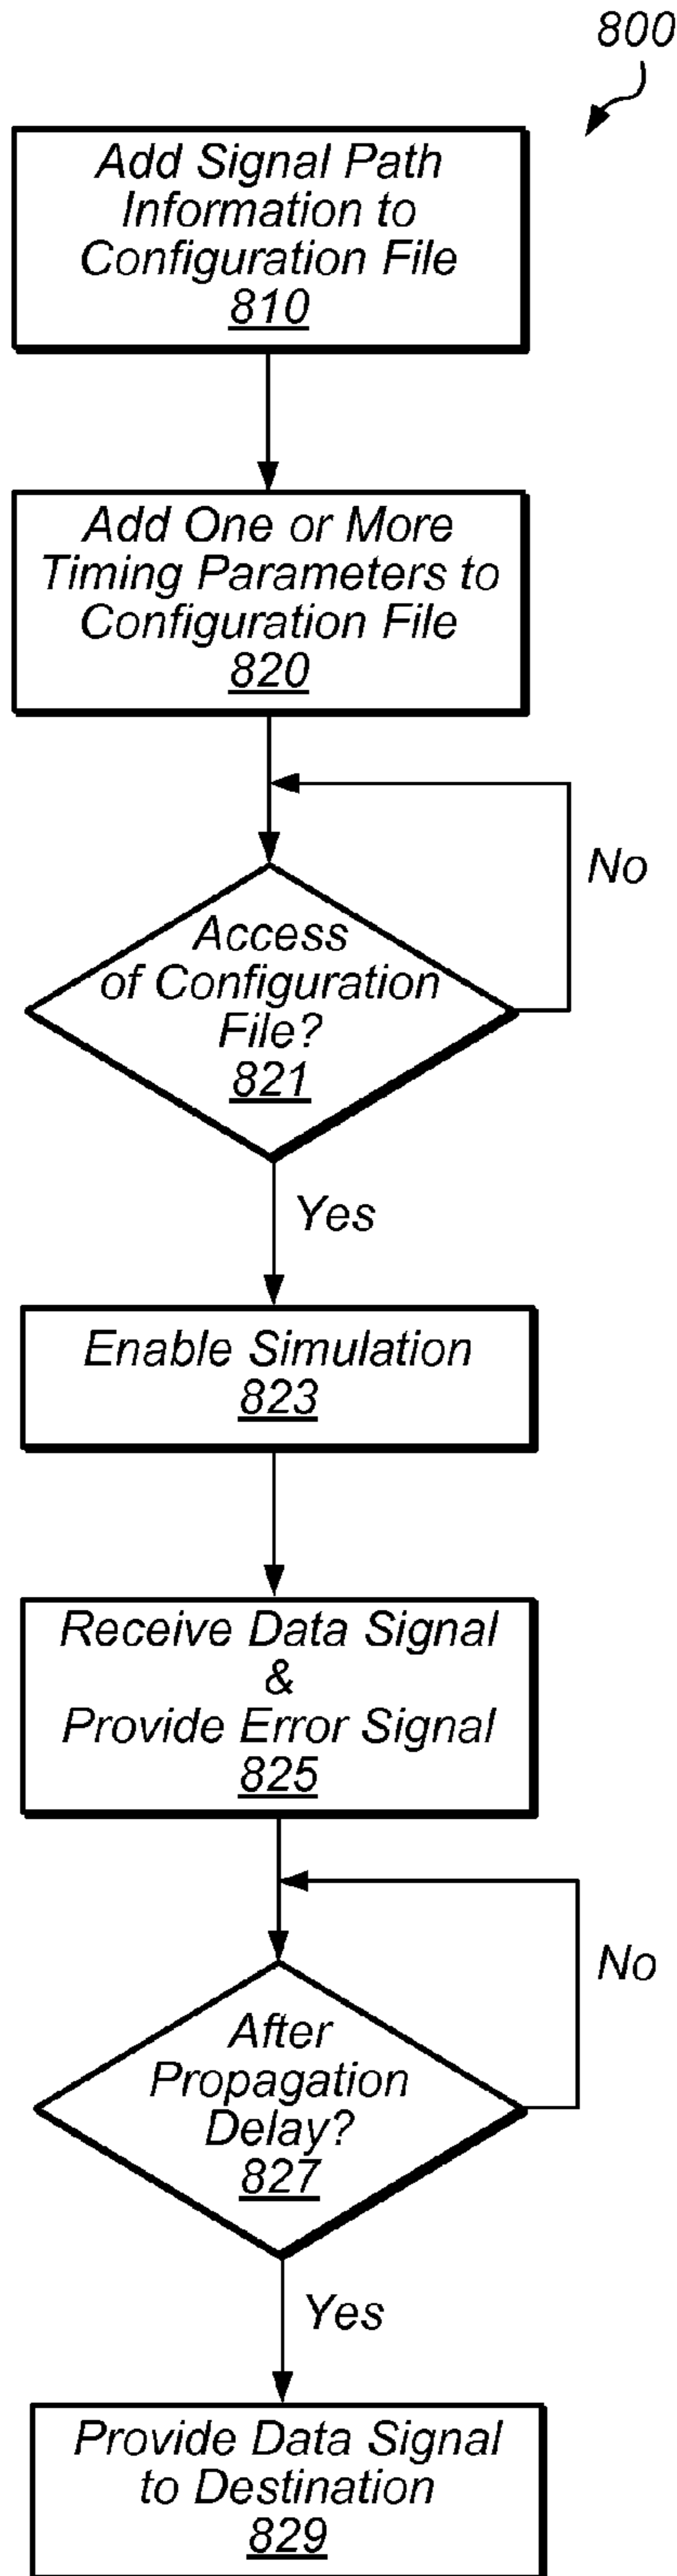 800
Add Signal Path
Information to
Configuration File
810
Add One or More
Timing Parameters to
Configuration File
820
No
Access
of Configuration
File?
821
Yes
Enable Simulation
823
Receive Data Signal
&
Provide Error Signal
825
No
After
Propagation
Delay?
827
Yes
Provide Data Signal
to Destination
829